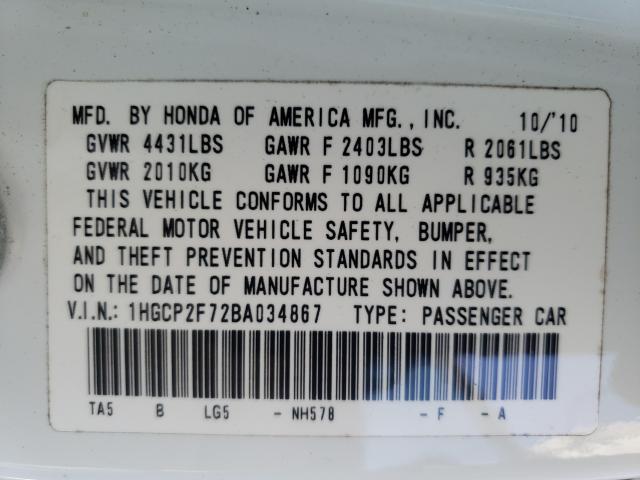 MFD. BY HONDA OF AMERICA MFG., INC. 10/'10
GVWR 4431LBS GAWR F 2403LBS R 2061LBS
GVWR 2010KG GAWR F 1090KG R 935KG
THIS VEHICLE CONFORMS TO ALL APPLICABLE
FEDERAL MOTOR VEHICLE SAFETY, BUMPER,
AND THEFT PREVENTION STANDARDS IN EFFECT
ON THE DATE OF MANUFACTURE SHOWN ABOVE.
V.I.N.: 1HGCP2F72BA034867 TYPE: PASSENGER CAR
TA5 B LG5 -NH578 -F -A